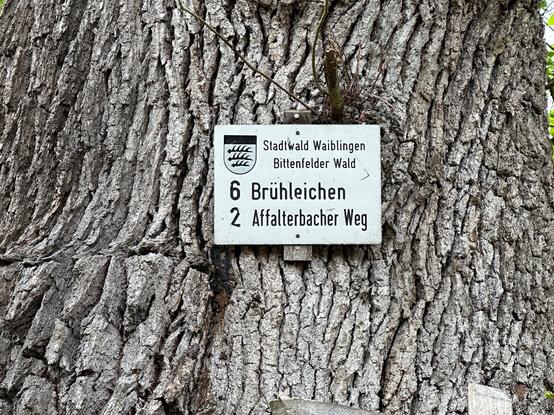 Stadtwald Waiblingen
Bittenfelder Wald
6 Brühleichen
2 Affalterbacher Weg